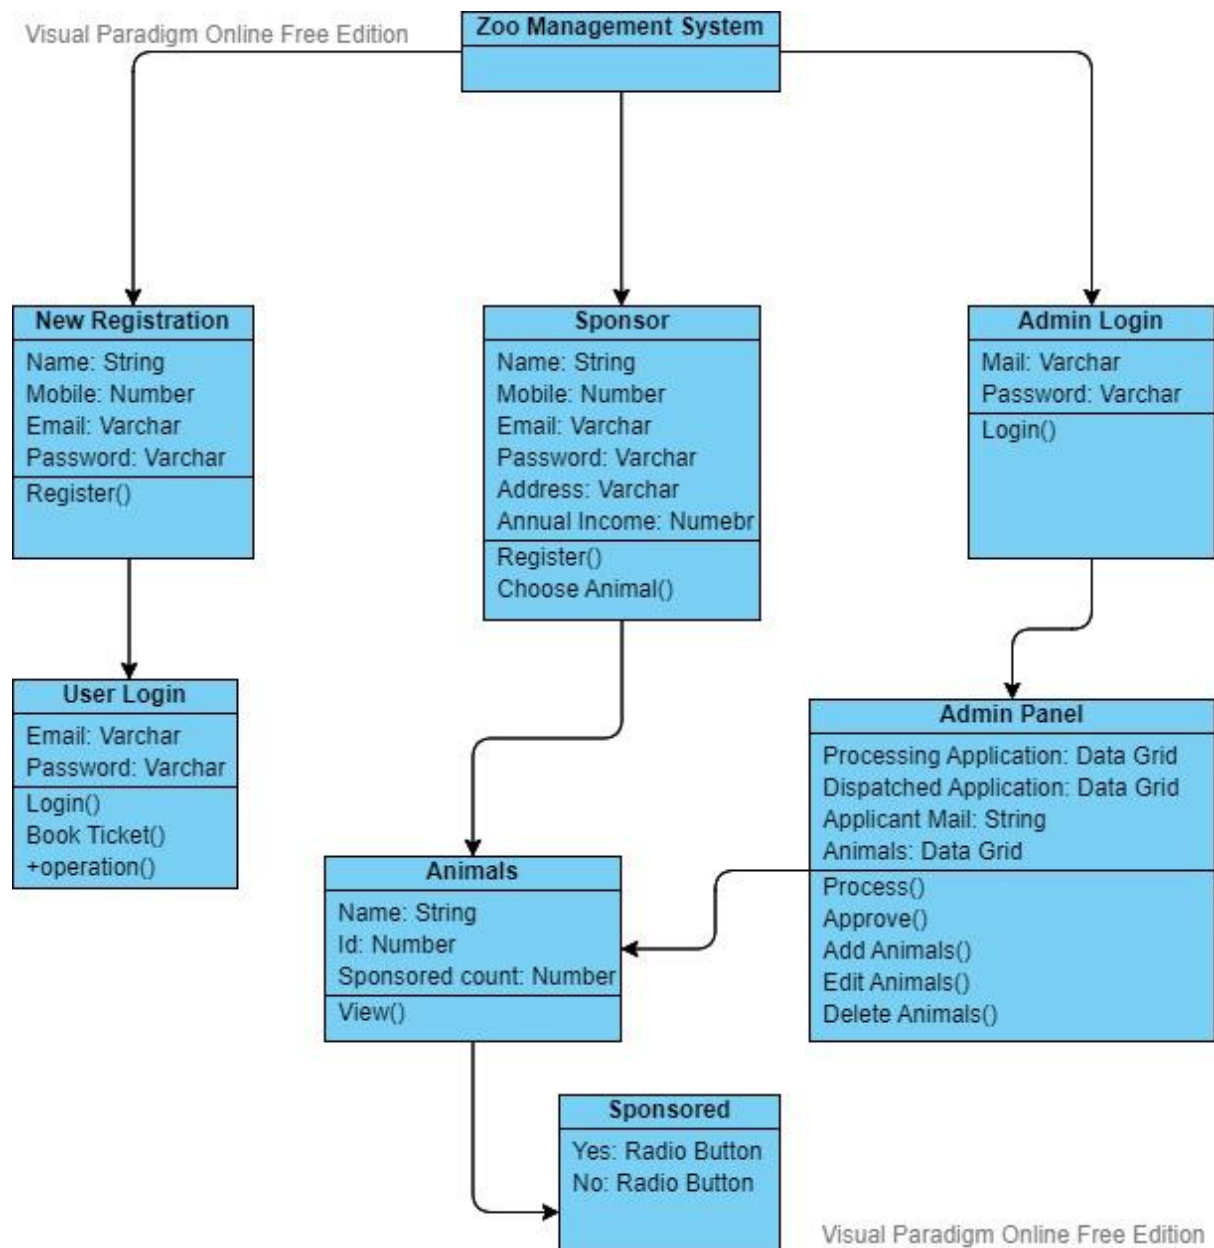 Visual Paradigm Online Free Edition
Zoo Management System
New Registration
Name: String
Mobile: Number
Email: Varchar
Password: Varchar
Register()
Sponsor
Name: String
Mobile: Number
Email: Varchar
Password: Varchar
Address: Varchar
Annual Income: Numebr
Register()
Choose Animal()
Admin Login
Mail: Varchar
Password: Varchar
Login()
User Login
Email: Varchar
Password: Varchar
Login()
Book Ticket()
+operation()
Admin Panel
Processing Application: Data Grid
Dispatched Application: Data Grid
Applicant Mail: String
Animals: Data Grid
Process()
Approve()
Add Animals()
Edit Animals()
Delete Animals()
Animals
Name: String
Id: Number
Sponsored count: Number
View()
Sponsored
Yes: Radio Button
No: Radio Button
Visual Paradigm Online Free Edition